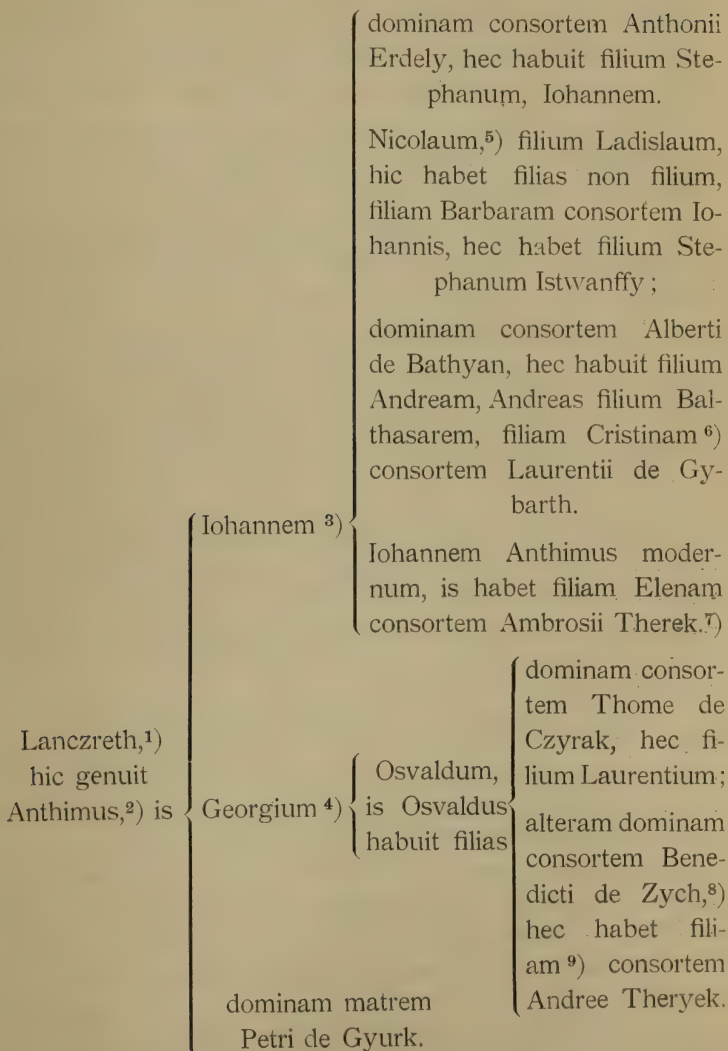 Lanczreth,¹)
hic genuit
Anthimus,²) is
Iohannem ³)
dominam consortem Anthonii
Erdely, hec habuit filium Ste-
phanum, Iohannem.
Nicolaum,⁵) filium Ladislaum,
hic habet filias non filium,
filiam Barbaram consortem Io-
hannis, hec habet filium Ste-
phanum Istwanffy;
dominam consortem Alberti
de Bathyan, hec habuit filium
Andream, Andreas filium Bal-
thasarem, filiam Cristinam ⁶)
consortem Laurentii de Gy-
barth.
Iohannem Anthimus moder-
num, is habet filiam Elenam
consortem Ambrosii Therek.⁷)
Georgium ⁴)
Osvaldum,
is Osvaldus
habuit filias
dominam consor-
tem Thome de
Czyrak, hec fi-
lium Laurentium;
alteram dominam
consortem Bene-
dicti de Zych,⁸)
hec habet fili-
am ⁹) consortem
Andree Theryek.
dominam matrem
Petri de Gyurk.